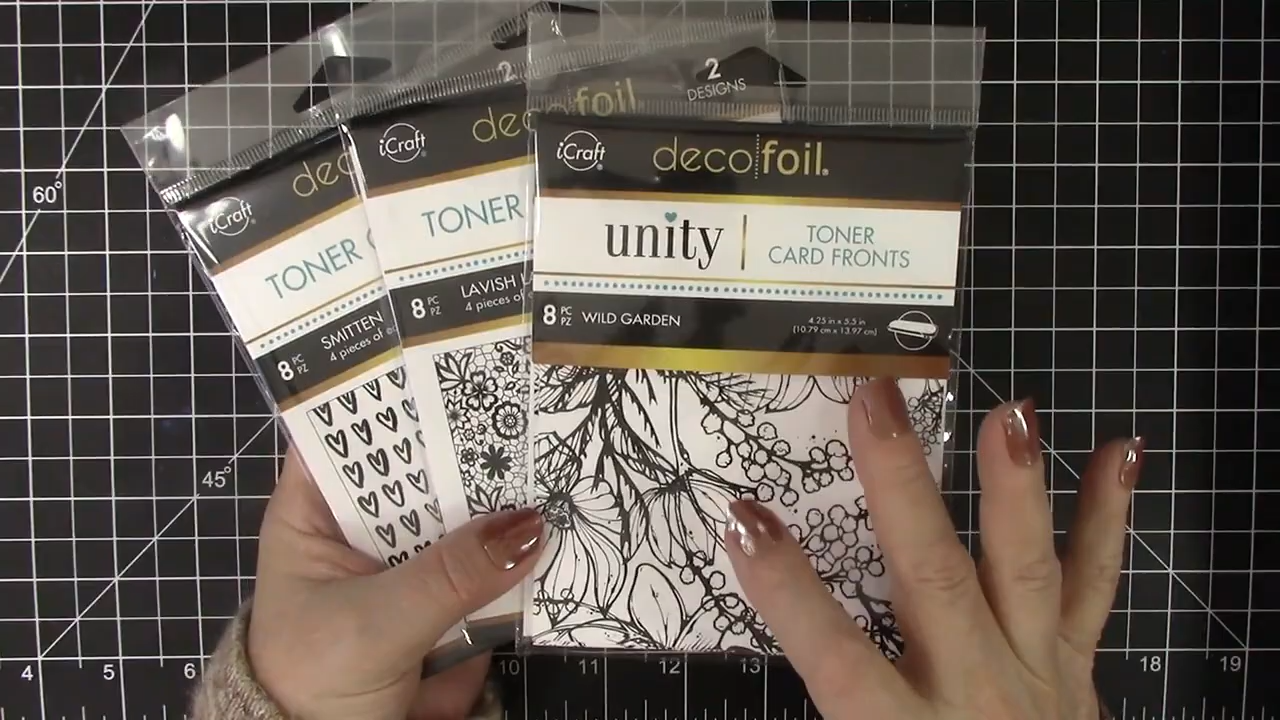 60°
45°
iCraft®
deco
TONER
8 PC PZ
SMITTEN
4 pieces of
2
iCraft®
deco foil
TONER
8 PC PZ
LAVISH
4 pieces of
2
DESIGNS
iCraft®
deco foil®
unity
TONER
CARD FRONTS
8 PC PZ
WILD GARDEN
4.25 in x 5.5 in
(10.79 cm x 13.97 cm)
4 5 6 10 11 12 13 18 19